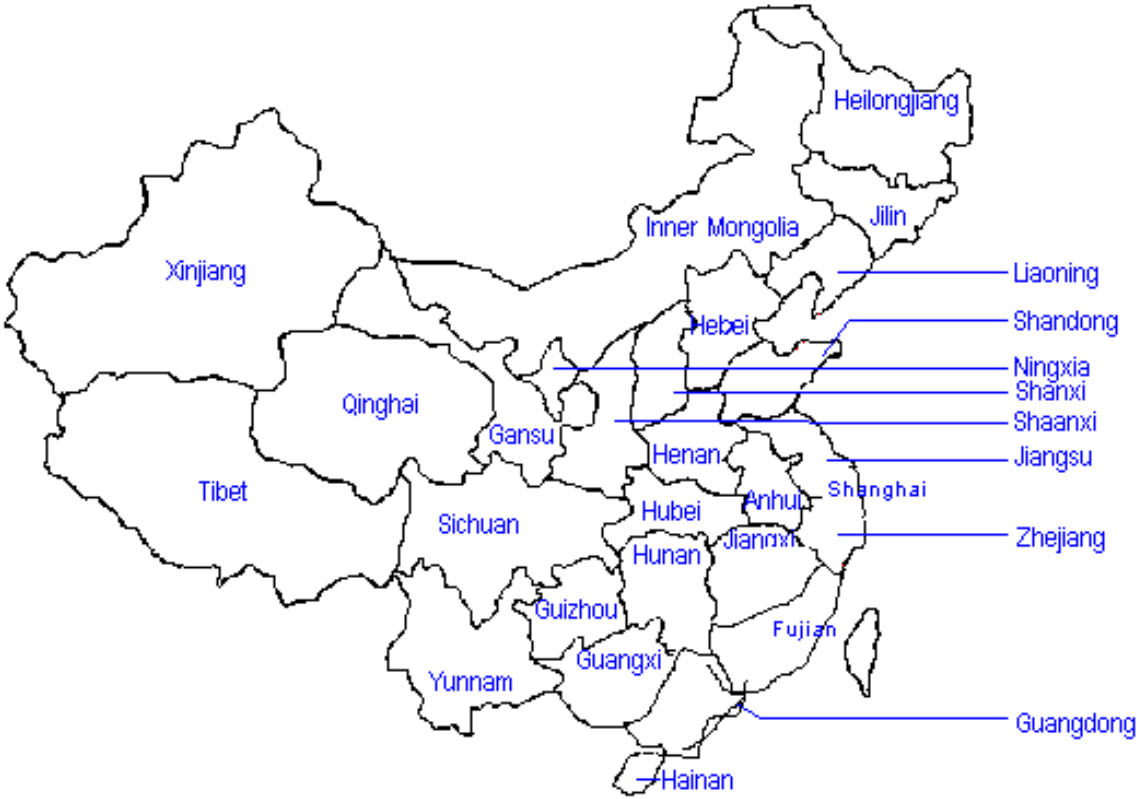 Heilongjiang
Jilin
Inner Mongolia
Xinjiang
Liaoning
Hebei
Shandong
Ningxia
Shanxi
Qinghai
Shaanxi
Gansu
Henan
Jiangsu
Tibet
Shanghai
Anhui
Hubei
Sichuan
Zhejiang
Jiangxi
Hunan
Guizhou
Fujian
Guangxi
Yunnam
Guangdong
Hainan